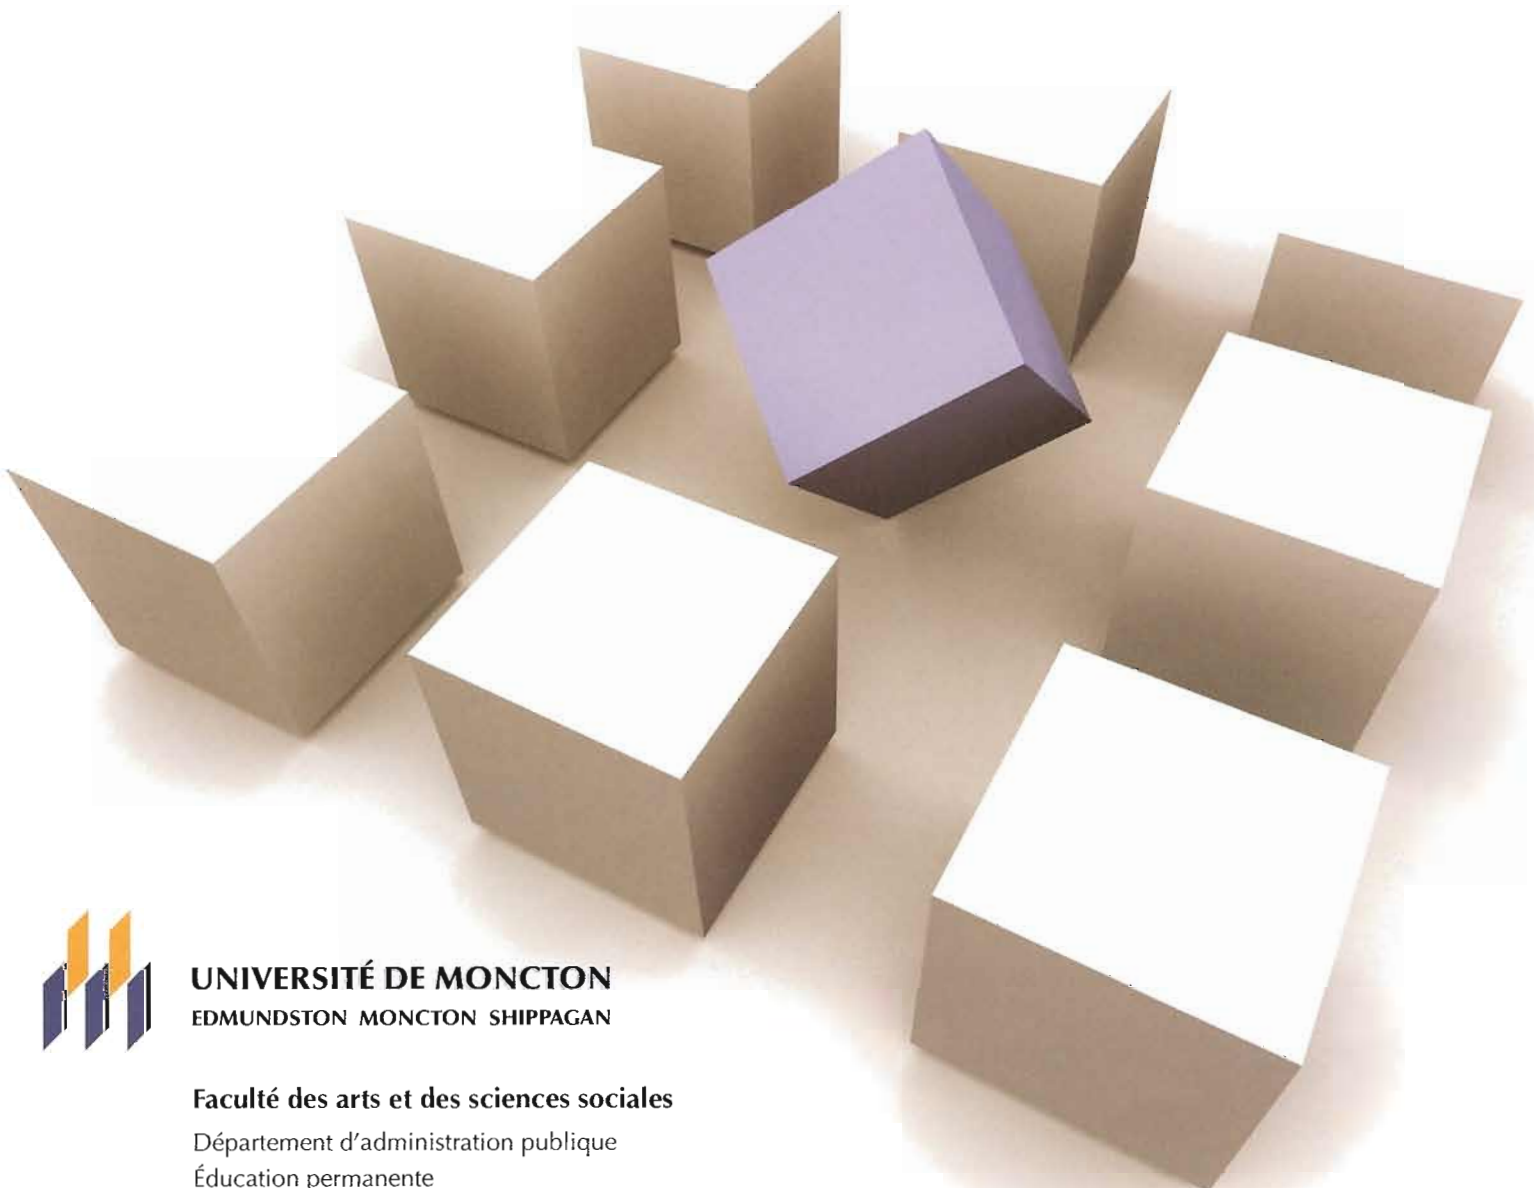 UNIVERSITÉ DE MONCTON
EDMUNDSTON MONCTON SHIPPAGAN
Faculté des arts et des sciences sociales
Département d'administration publique
Éducation permanente